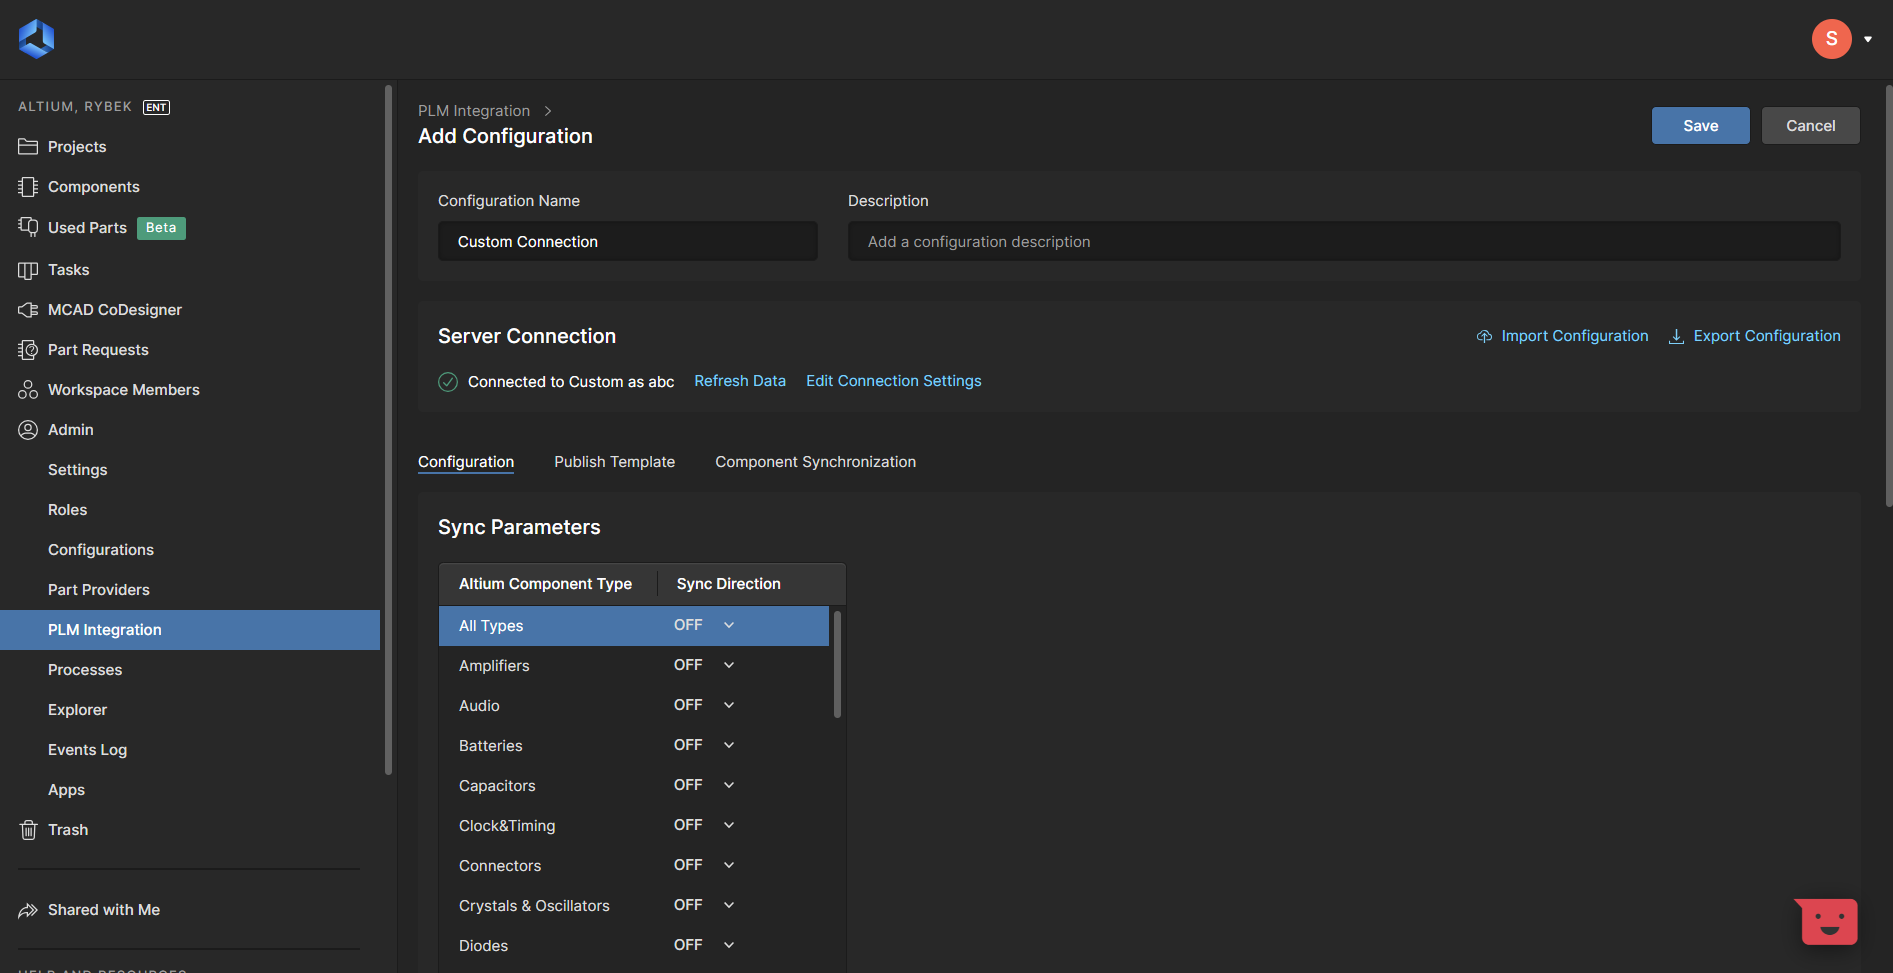 S
ALTIUM, RYBEK ENT
Projects
Components
Used Parts Beta
Tasks
MCAD CoDesigner
Part Requests
Workspace Members
Admin
Settings
Roles
Configurations
Part Providers
PLM Integration
Processes
Explorer
Events Log
Apps
Trash
Shared with Me
HELP AND RESOURCES
PLM Integration
Add Configuration
Save Cancel
Configuration Name Description
Custom Connection Add a configuration description
Server Connection Import Configuration Export Configuration
Connected to Custom as abc Refresh Data Edit Connection Settings
Configuration Publish Template Component Synchronization
Sync Parameters
Altium Component Type Sync Direction
All Types OFF
Amplifiers OFF
Audio OFF
Batteries OFF
Capacitors OFF
Clock&Timing OFF
Connectors OFF
Crystals & Oscillators OFF
Diodes OFF